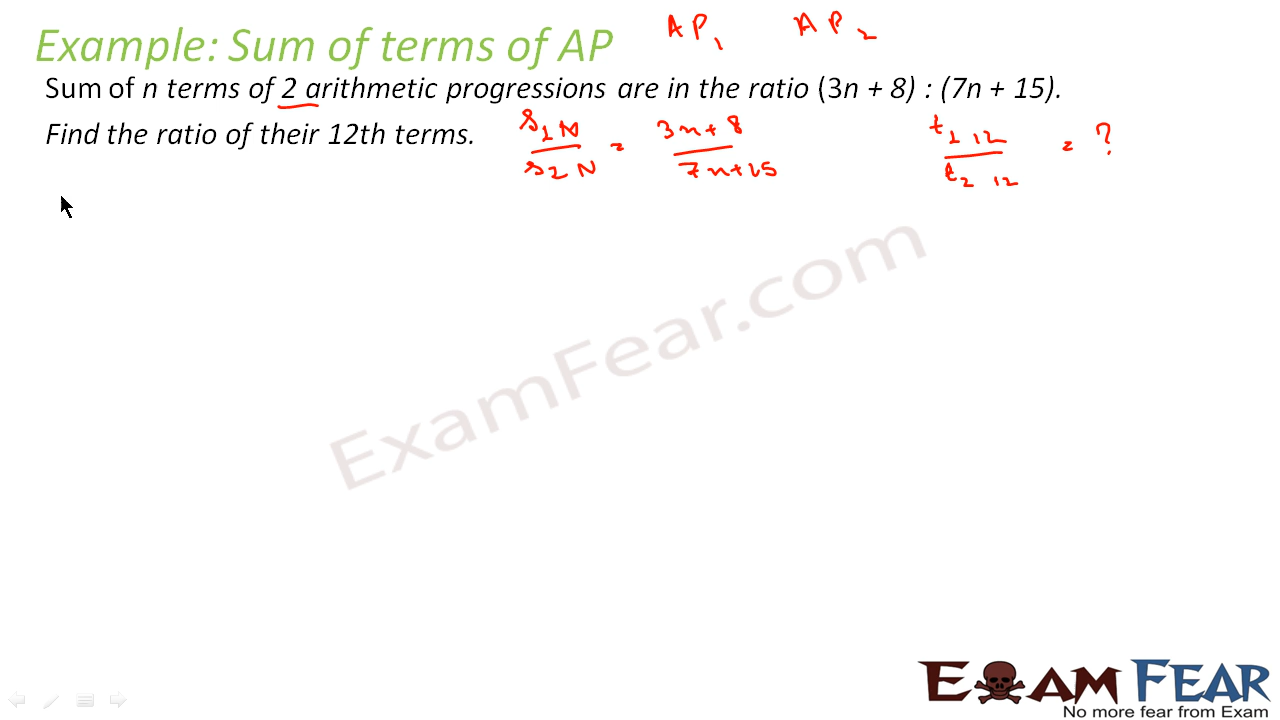 Example: Sum of terms of AP
AP1 AP2
Sum of n terms of 2 arithmetic progressions are in the ratio (3n + 8) : (7n + 15).
Find the ratio of their 12th terms.
S1N / S2N = 3n+8 / 7n+15
t1 12 / t2 12 = ?
ExamFear.com
EXAM FEAR
No more fear from Exam